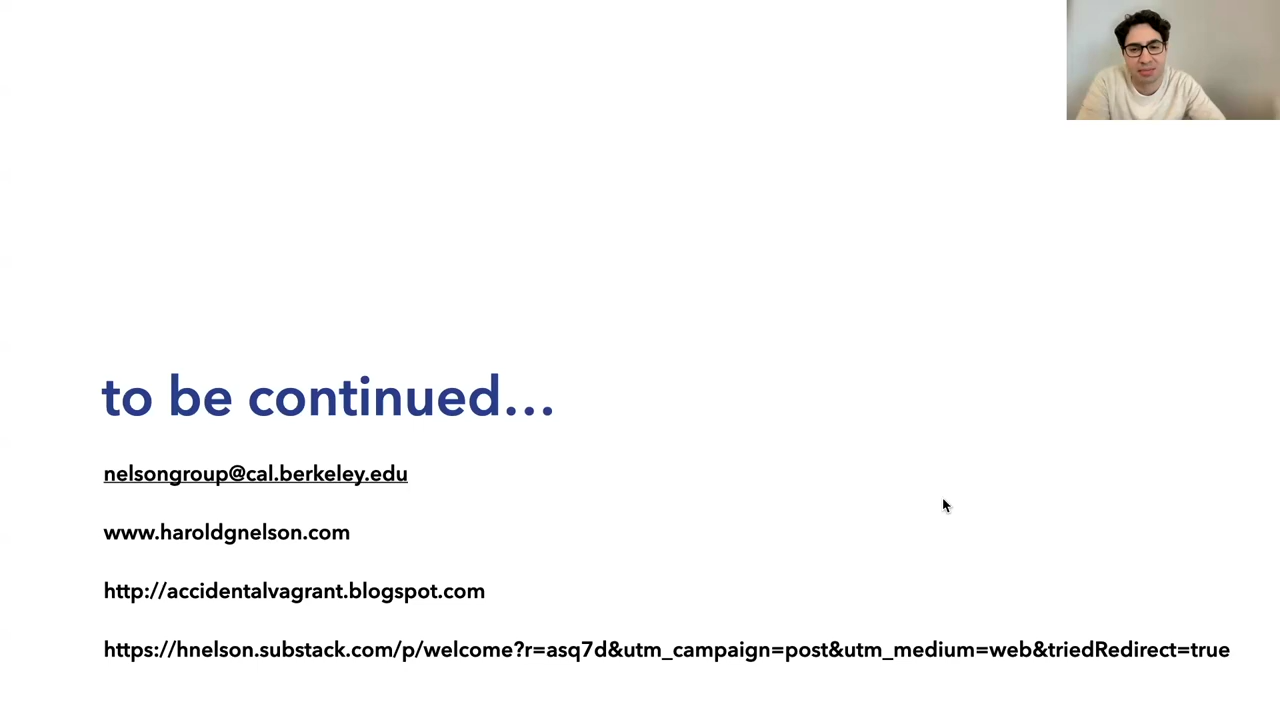 to be continued...
nelsongroup@cal.berkeley.edu
www.haroldgnelson.com
http://accidentalvagrant.blogspot.com
https://hnelson.substack.com/p/welcome?r=asq7d&utm_campaign=post&utm_medium=web&triedRedirect=true